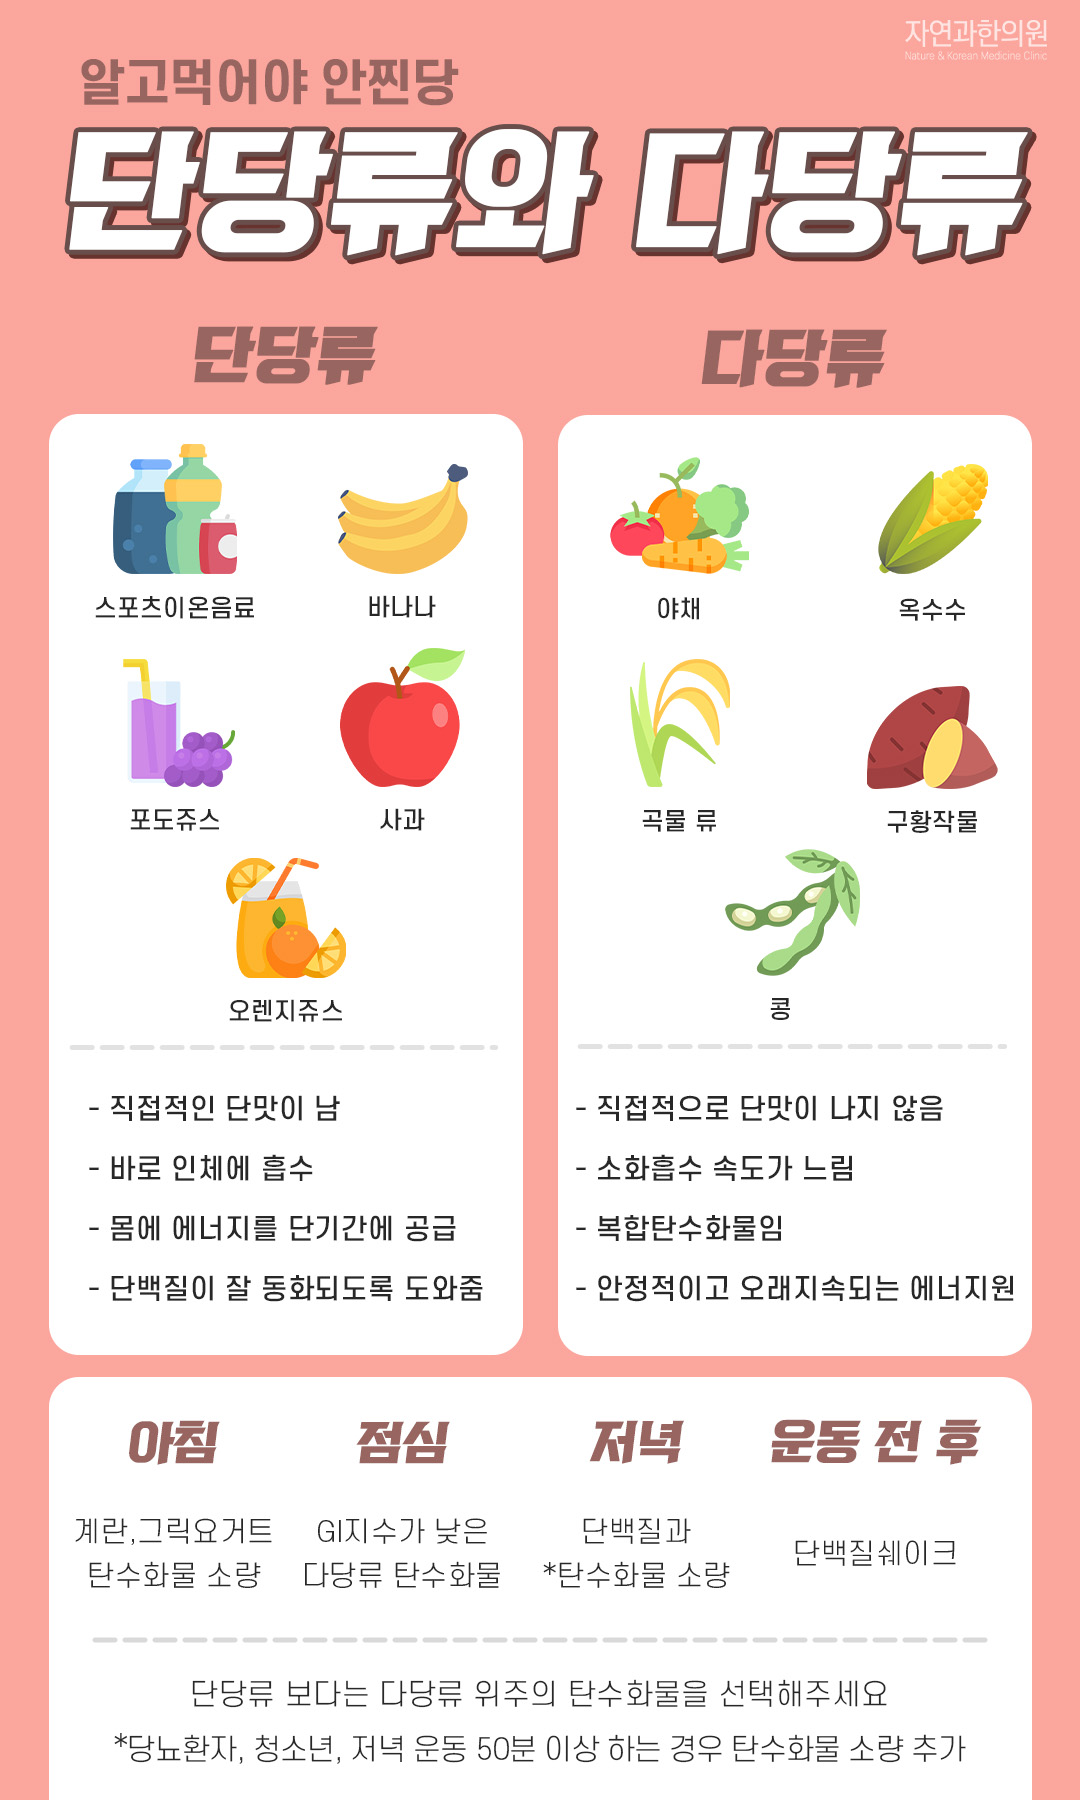 자연과한의원
Nature & Korean Medicine Clinic
알고먹어야 안찐당
단당류와 다당류
단당류
스포츠이온음료
바나나
포도쥬스
사과
오렌지쥬스
- 직접적인 단맛이 남
- 바로 인체에 흡수
- 몸에 에너지를 단기간에 공급
- 단백질이 잘 동화되도록 도와줌
다당류
야채
옥수수
곡물 류
구황작물
콩
- 직접적으로 단맛이 나지 않음
- 소화흡수 속도가 느림
- 복합탄수화물임
- 안정적이고 오래지속되는 에너지원
아침
계란,그릭요거트
탄수화물 소량
점심
GI지수가 낮은
다당류 탄수화물
저녁
단백질과
*탄수화물 소량
운동 전 후
단백질쉐이크
단당류 보다는 다당류 위주의 탄수화물을 선택해주세요
*당뇨환자, 청소년, 저녁 운동 50분 이상 하는 경우 탄수화물 소량 추가